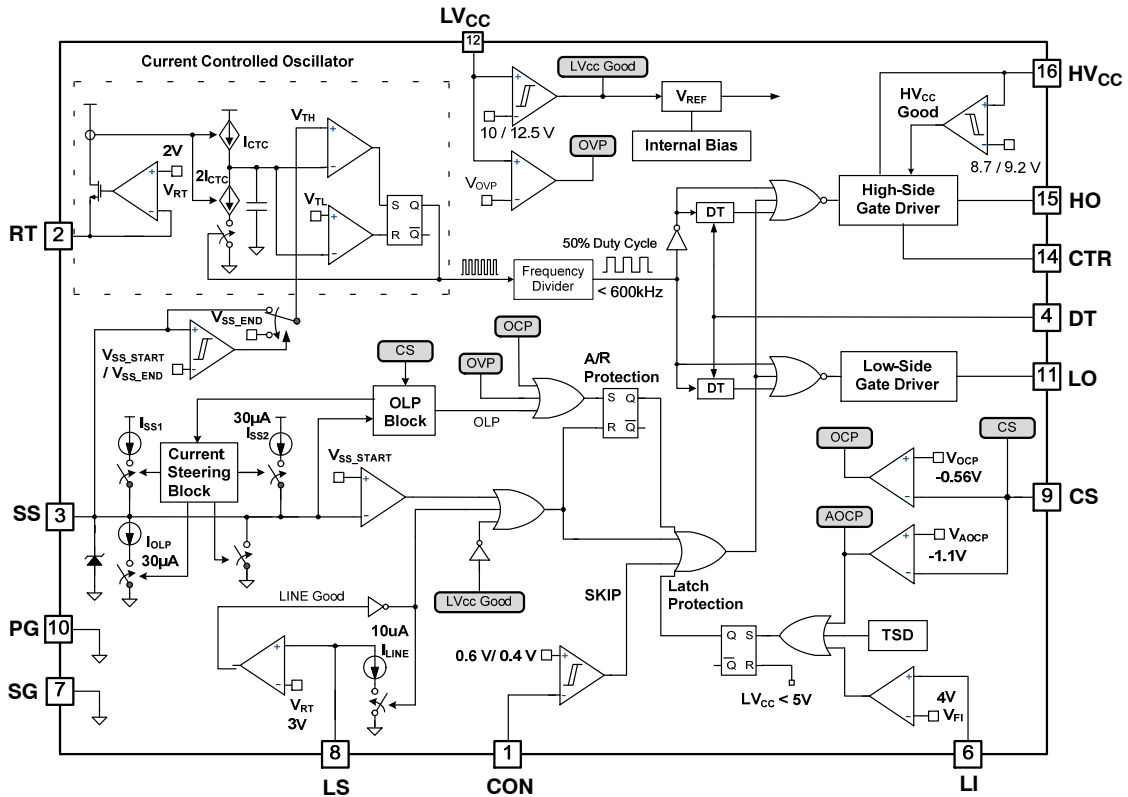 LVCC
12
Current Controlled Oscillator
LVcc Good
16 HVCC
VREF
HVCC
Good
VTH
10 / 12.5 V
Internal Bias
ICTC
OVP
2V
8.7 / 9.2 V
2ICTC
VRT
VOVP
High-Side
Gate Driver
15 HO
DT
VTL
S Q
R Q
RT
2
50% Duty Cycle
14 CTR
Frequency
Divider
< 600kHz
VSS_END
OCP
4 DT
VSS_START
/ VSS_END
CS
OVP
A/R
Protection
Low-Side
Gate Driver
11 LO
DT
OLP
Block
S Q
R Q
OLP
30µA
ISS1
ISS2
CS
Current
Steering
Block
OCP
VSS_START
VOCP
-0.56V
9 CS
SS 3
AOCP
IOLP
30µA
VAOCP
-1.1V
LINE Good
LVcc Good
SKIP
Latch
Protection
PG 10
10uA
ILINE
Q S
Q R
TSD
0.6 V/ 0.4 V
SG 7
VRT
3V
LVCC < 5V
4V
VFI
8
1
6
LS
CON
LI